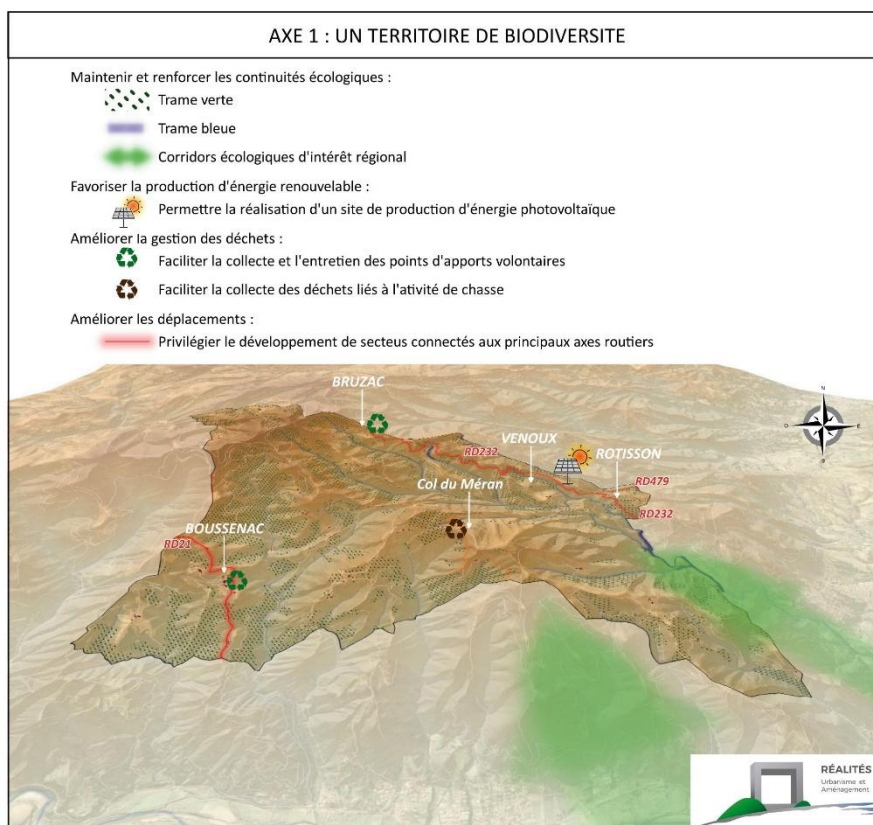 AXE 1 : UN TERRITOIRE DE BIODIVERSITE
Maintenir et renforcer les continuités écologiques :
Trame verte
Trame bleue
Corridors écologiques d'intérêt régional
Favoriser la production d'énergie renouvelable :
Permettre la réalisation d'un site de production d'énergie photovoltaïque
Améliorer la gestion des déchets :
Faciliter la collecte et l'entretien des points d'apports volontaires
Faciliter la collecte des déchets liés à l'ativité de chasse
Améliorer les déplacements :
Privilégier le développement de secteus connectés aux principaux axes routiers
BRUZAC
N
O
E
S
VENOUX
RD232
ROTISSON
Col du Méran
RD479
RD232
BOUSSENAC
RD21
RÉALITÉS
Urbanisme et
Aménagement